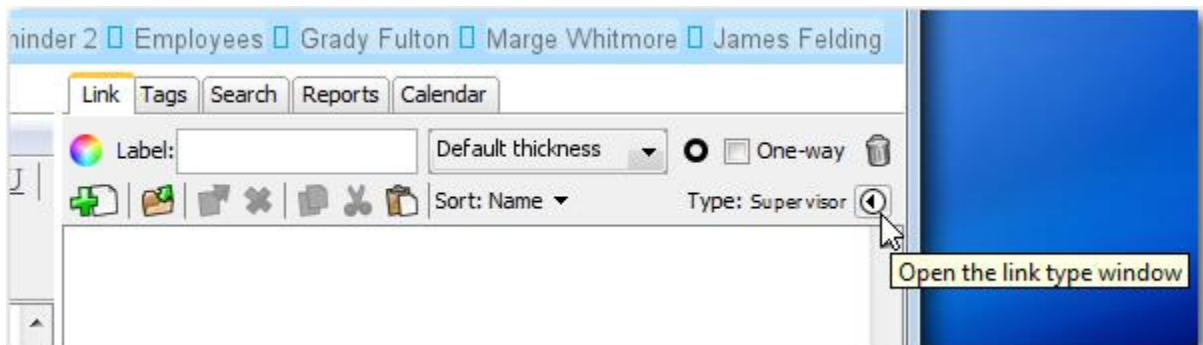 inder 2 Employees Grady Fulton Marge Whitmore James Felding
Link Tags Search Reports Calendar
Label: Default thickness One-way
U
Sort: Name Type: Supervisor
Open the link type window